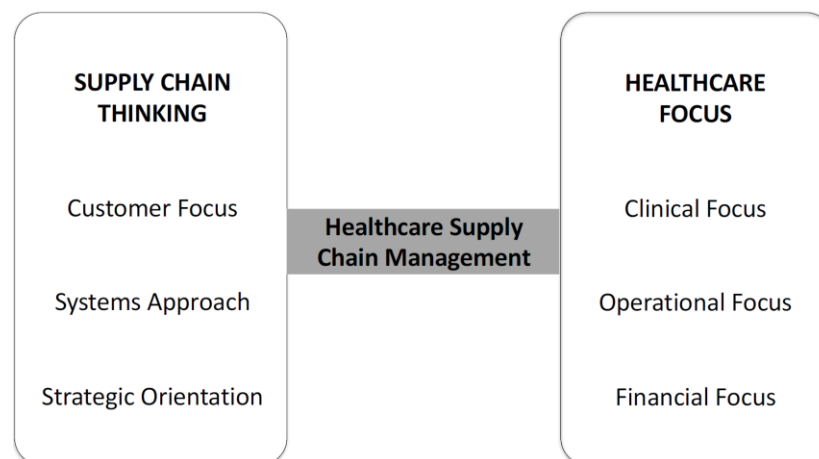 SUPPLY CHAIN
THINKING
Customer Focus
Systems Approach
Strategic Orientation
Healthcare Supply
Chain Management
HEALTHCARE
FOCUS
Clinical Focus
Operational Focus
Financial Focus